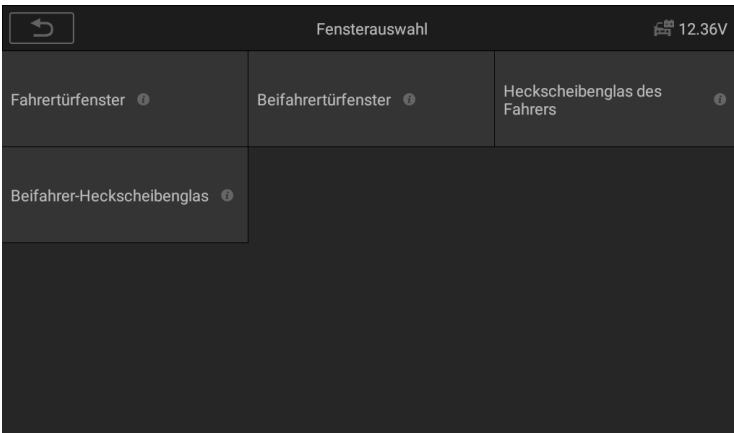 Fensterauswahl
12.36V
Fahrertürfenster
Beifahrertürfenster
Heckscheibenglas des
Fahrers
Beifahrer-Heckscheibenglas